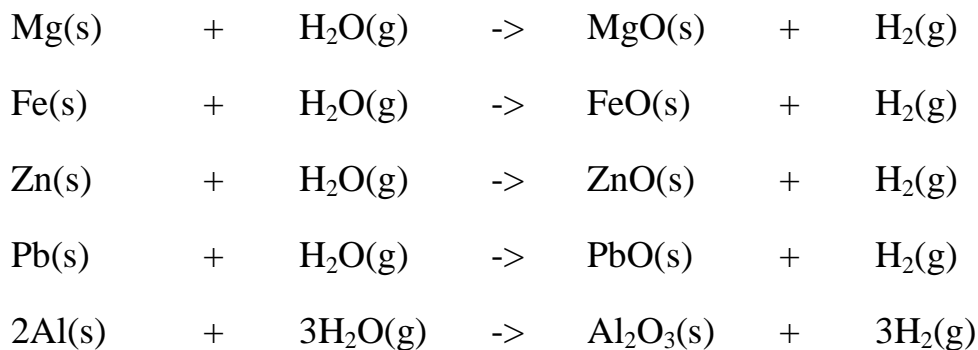 Mg(s) + H₂O(g) -> MgO(s) + H₂(g)
Fe(s) + H₂O(g) -> FeO(s) + H₂(g)
Zn(s) + H₂O(g) -> ZnO(s) + H₂(g)
Pb(s) + H₂O(g) -> PbO(s) + H₂(g)
2Al(s) + 3H₂O(g) -> Al₂O₃(s) + 3H₂(g)